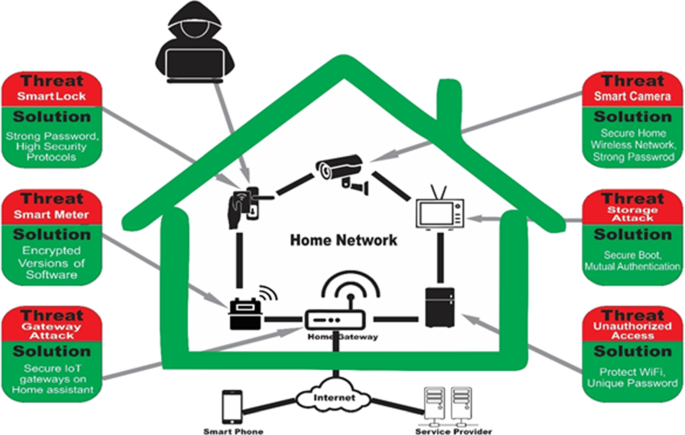 Threat
Smart Lock
Solution
Strong Password,
High Security
Protocols
Threat
Smart Meter
Solution
Encrypted
Versions of
Software
Threat
Gateway
Attack
Solution
Secure IoT
gateways on
Home assistant
Home Network
Home Gateway
Internet
Smart Phone
Service Provider
Threat
Smart Camera
Solution
Secure Home
Wireless Network,
Strong Passwrod
Threat
Storage
Attack
Solution
Secure Boot,
Mutual Authentication
Threat
Unauthorized
Access
Solution
Protect WiFi,
Unique Password